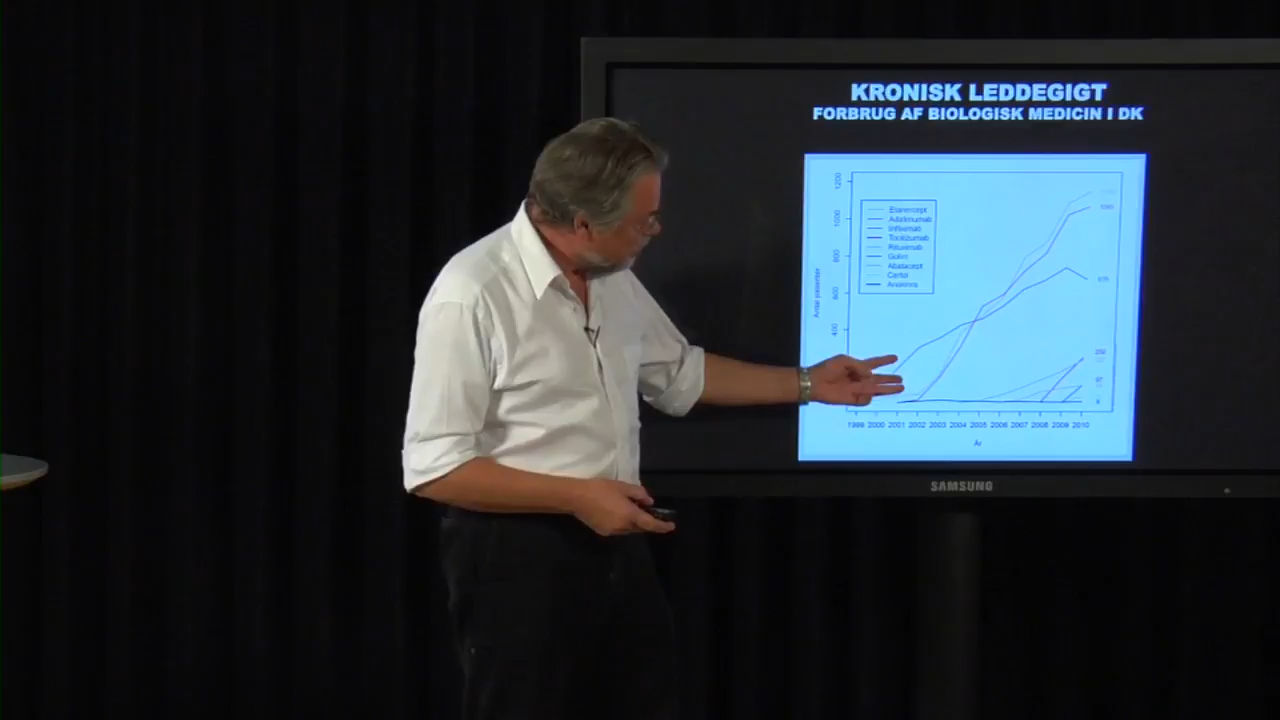 KRONISK LEDDEGIGT
FORBRUG AF BIOLOGISK MEDICIN I DK
1200
1000
800
600
400
Antal patienter
Etanercept
Adalimumab
Infliximab
Tocilizumab
Rituximab
Golim
Abatacept
Certol
Anakinra
1999 2000 2001 2002 2003 2004 2005 2006 2007 2008 2009 2010
År
SAMSUNG